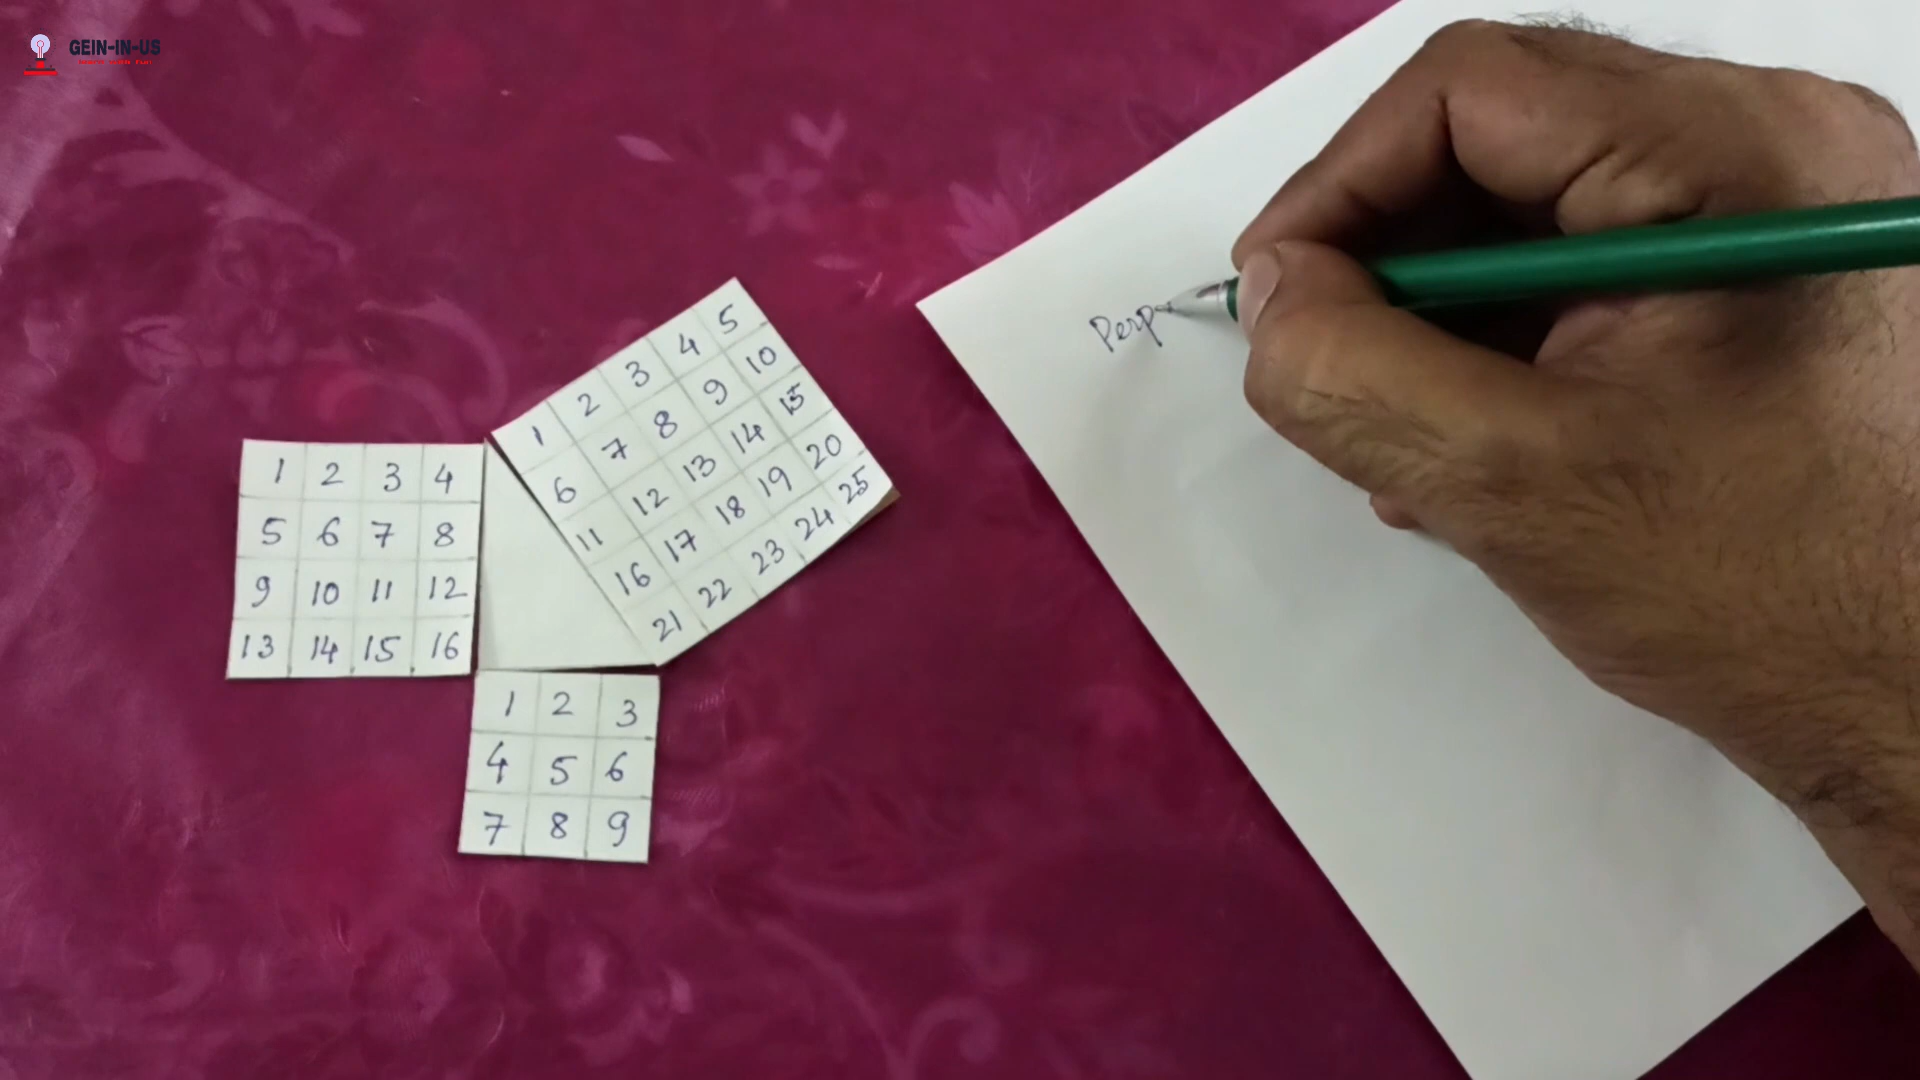 GEIN-IN-US
1 2 3 4 5
6 7 8 9 10
11 12 13 14 15
16 17 18 19 20
21 22 23 24 25
1 2 3 4
5 6 7 8
9 10 11 12
13 14 15 16
1 2 3
4 5 6
7 8 9
Perp